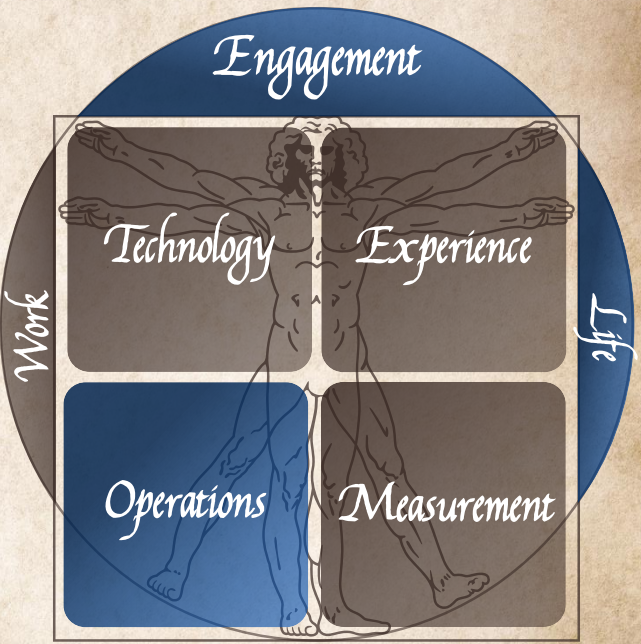 Engagement
Technology
Experience
Work
Life
Operations
Measurement